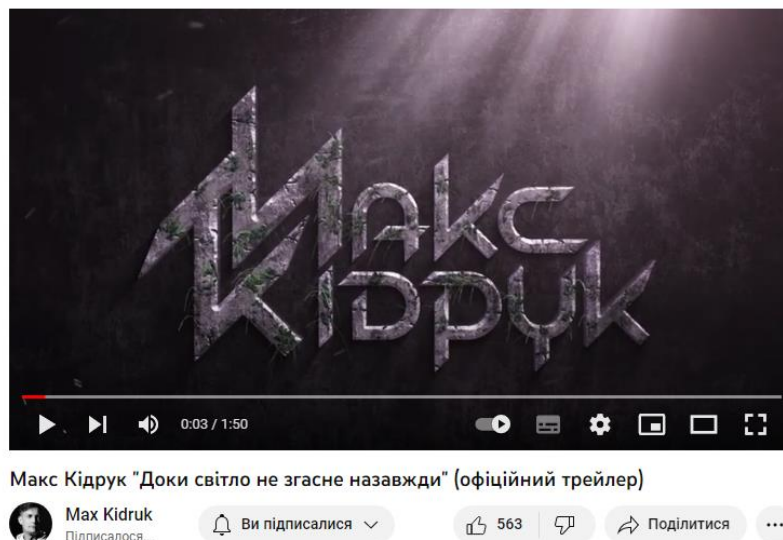 Макс
Кідрук
0:03 / 1:50
Макс Кідрук "Доки світло не згасне назавжди" (офіційний трейлер)
Max Kidruk
Підписалося...
Ви підписалися
563
Поділитися